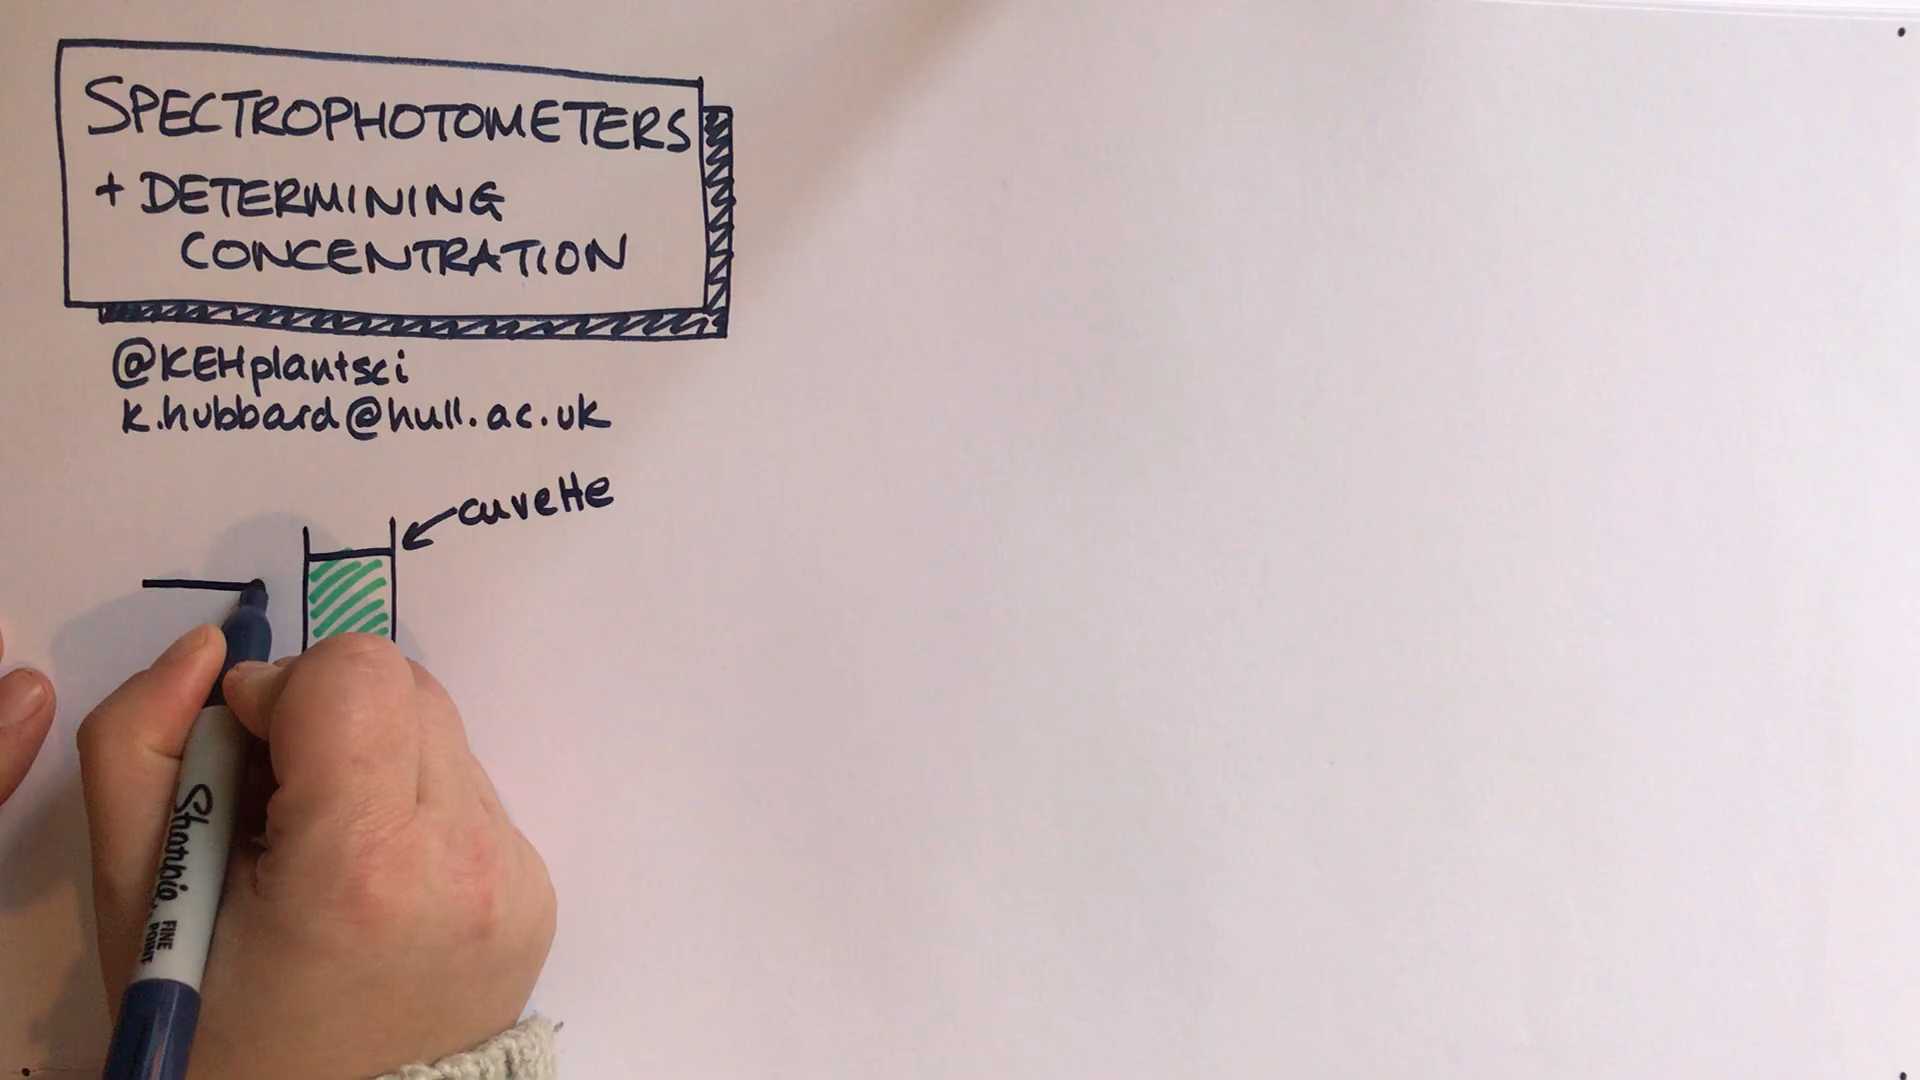 SPECTROPHOTOMETERS
+ DETERMINING
CONCENTRATION
@KEHplantsci
k.hubbard@hull.ac.uk
cuvette
Sharpie
FINE
POINT